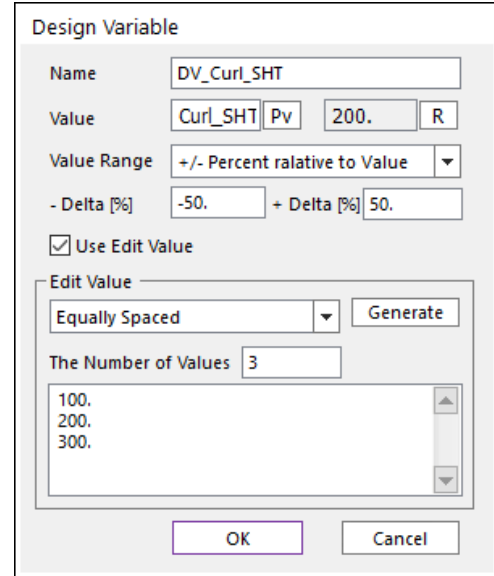 Design Variable
Name DV_Curl_SHT
Value Curl_SHT Pv 200. R
Value Range +/- Percent ralative to Value
- Delta [%] -50. + Delta [%] 50.
Use Edit Value
Edit Value
Equally Spaced Generate
The Number of Values 3
100.
200.
300.
OK Cancel